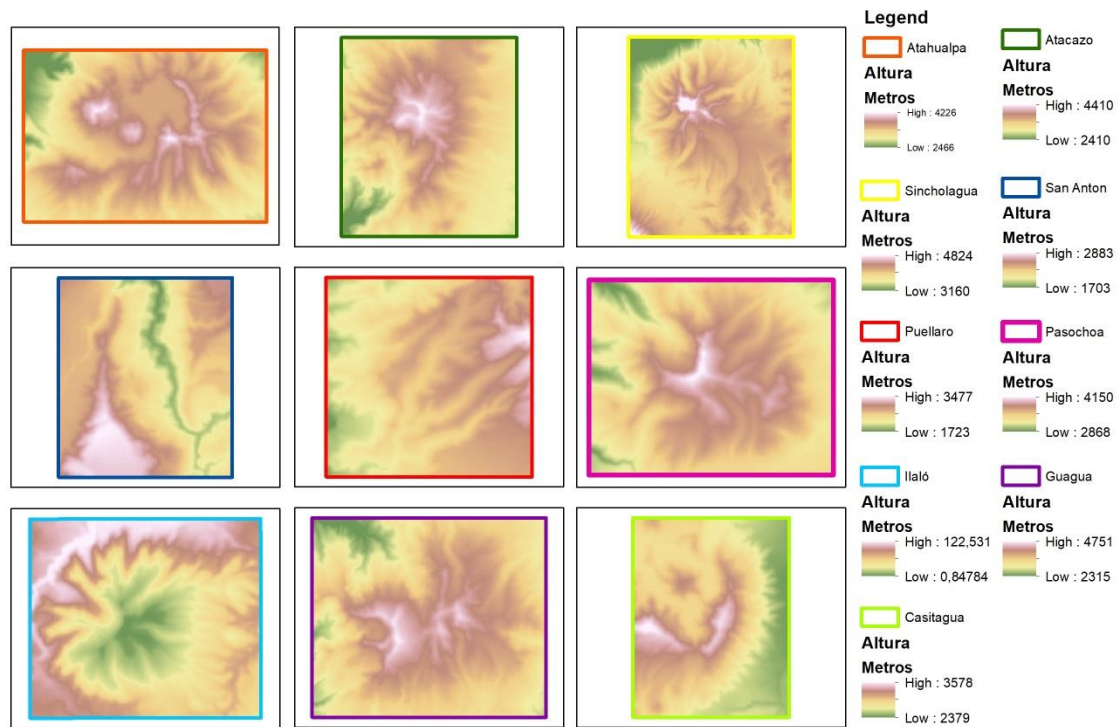 Legend
Atahualpa
Altura
Metros
High : 4226
Low : 2466
Atacazo
Altura
Metros
High : 4410
Low : 2410
Sincholagua
Altura
Metros
High : 4824
Low : 3160
San Anton
Altura
Metros
High : 2883
Low : 1703
Puellaro
Altura
Metros
High : 3477
Low : 1723
Pasochoa
Altura
Metros
High : 4150
Low : 2868
Ilaló
Altura
Metros
High : 122,531
Low : 0,84784
Guagua
Altura
Metros
High : 4751
Low : 2315
Casitagua
Altura
Metros
High : 3578
Low : 2379